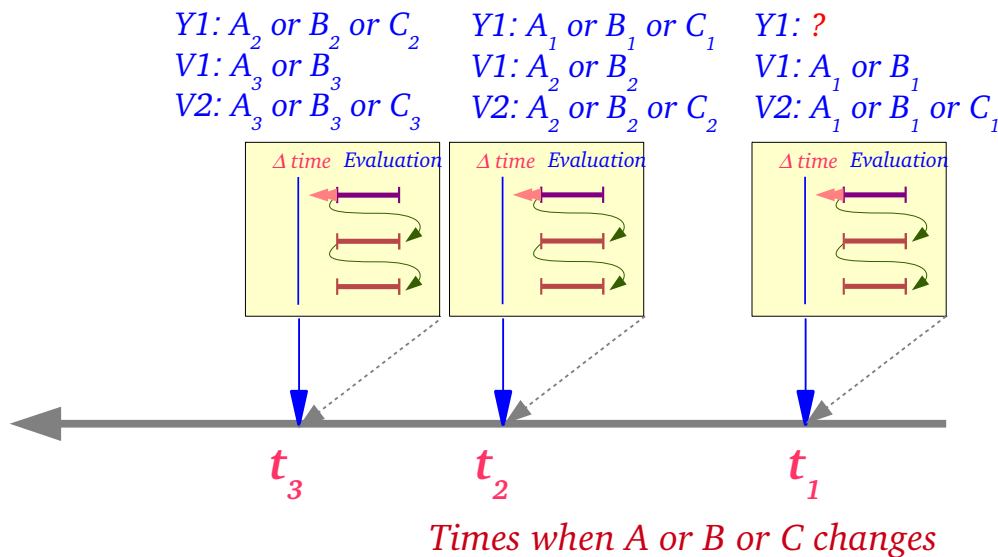 Y1: A₂ or B₂ or C₂
V1: A₃ or B₃
V2: A₃ or B₃ or C₃
Y1: A₁ or B₁ or C₁
V1: A₂ or B₂
V2: A₂ or B₂ or C₂
Y1: ?
V1: A₁ or B₁
V2: A₁ or B₁ or C₁
Δ time Evaluation
Δ time Evaluation
Δ time Evaluation
t₃
t₂
t₁
Times when A or B or C changes